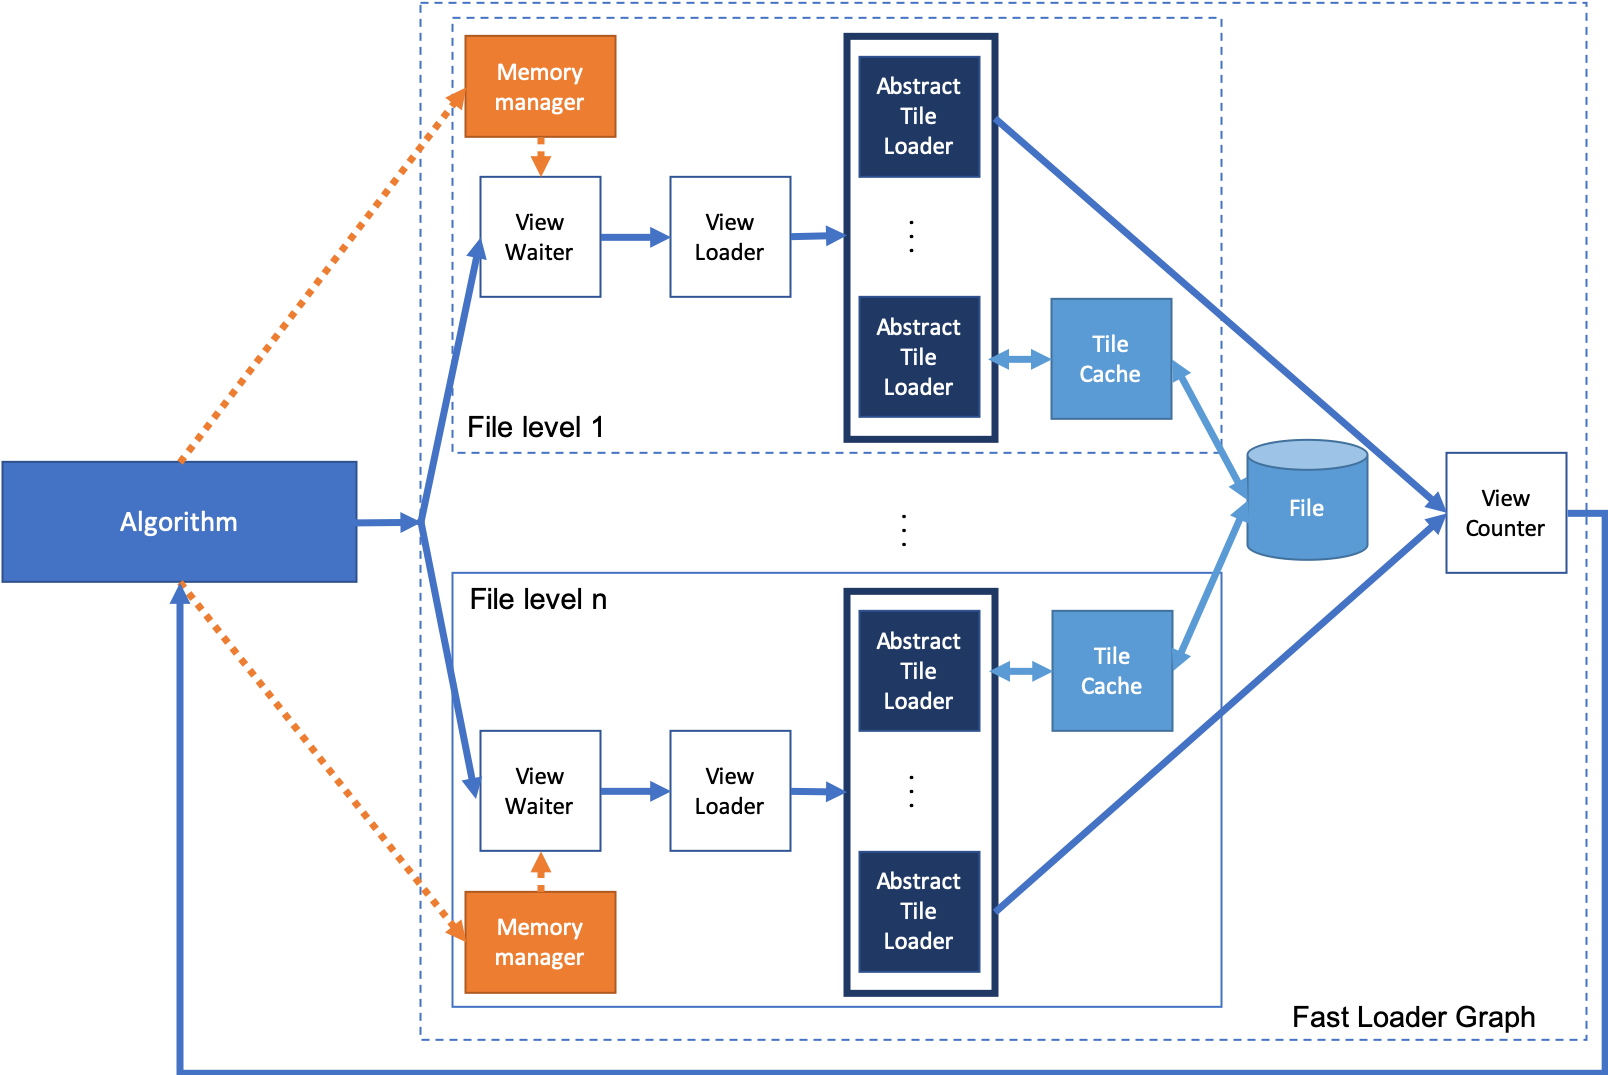 Memory
manager
Abstract
Tile
Loader
View
Waiter
View
Loader
Abstract
Tile
Loader
Tile
Cache
File level 1
Algorithm
File
View
Counter
File level n
Abstract
Tile
Loader
Tile
Cache
View
Waiter
View
Loader
Abstract
Tile
Loader
Memory
manager
Fast Loader Graph